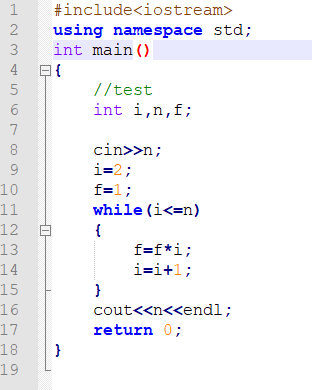 1 #include<iostream>
2 using namespace std;
3 int main()
4 {
5 //test
6 int i,n,f;
7
8 cin>>n;
9 i=2;
10 f=1;
11 while(i<=n)
12 {
13 f=f*i;
14 i=i+1;
15 }
16 cout<<n<<endl;
17 return 0;
18 }
19